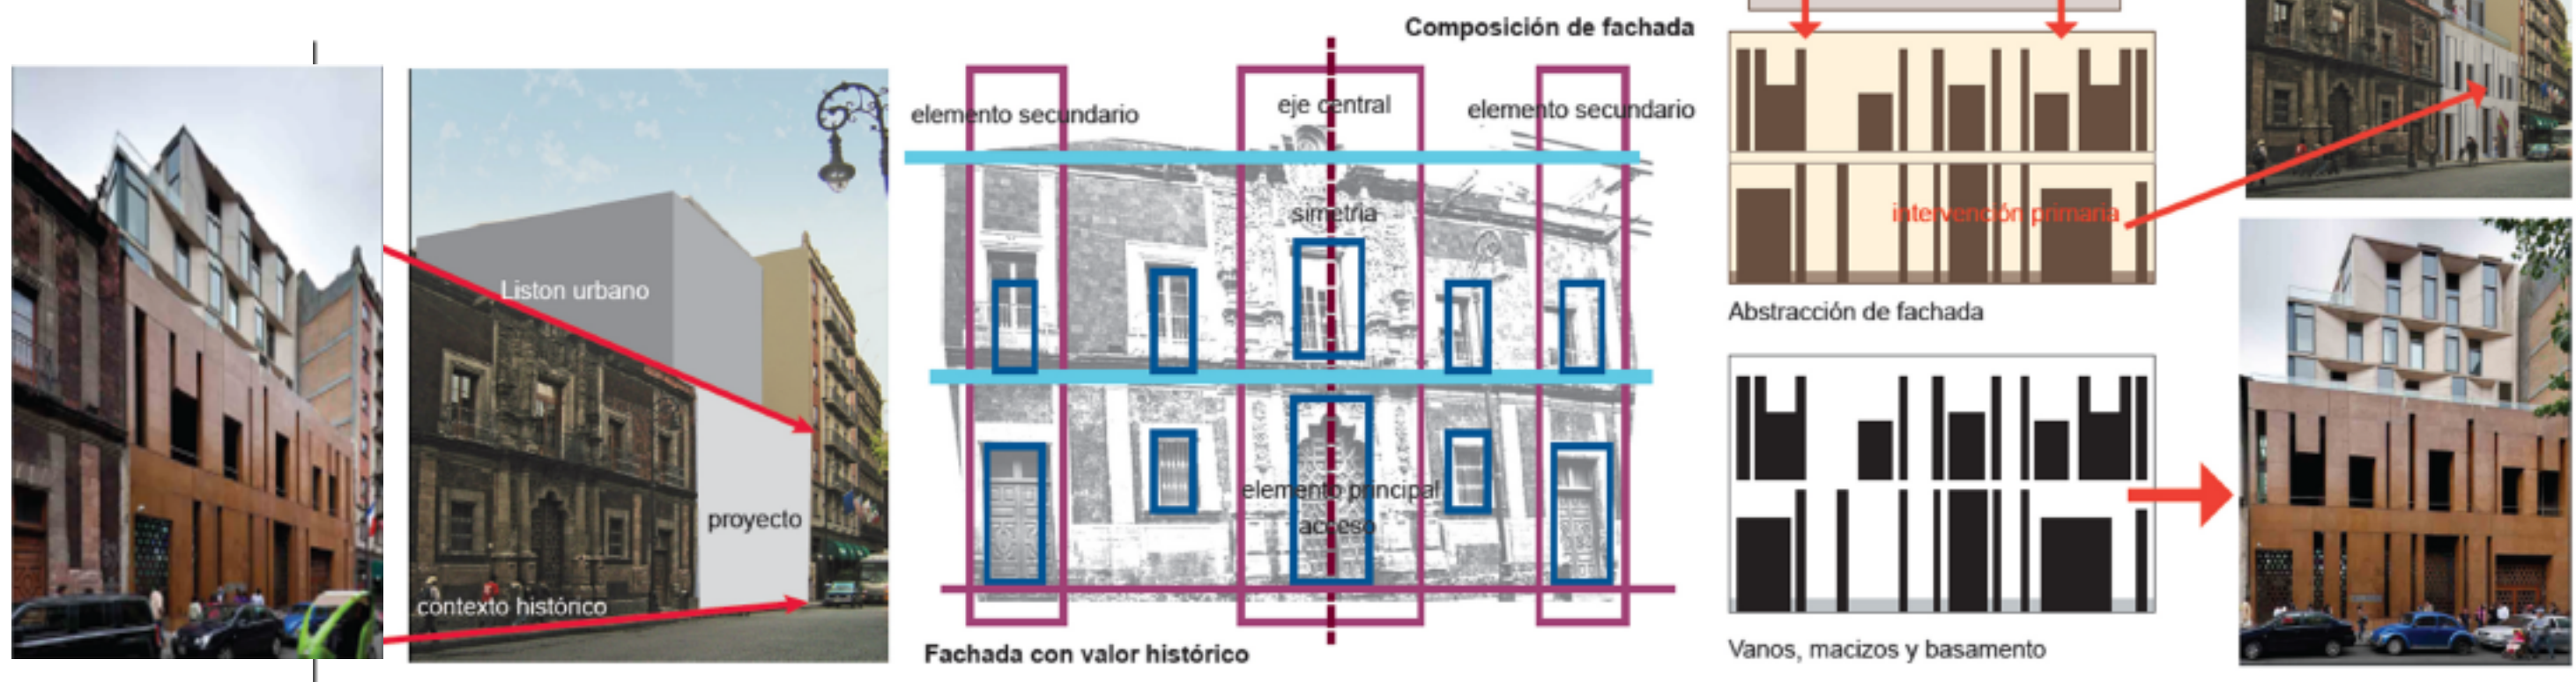 Liston urbano
proyecto
contexto histórico
Composición de fachada
elemento secundario
eje central
elemento secundario
simetria
elemento principal
acceso
Fachada con valor histórico
intervención primaria
Abstracción de fachada
Vanos, macizos y basamento